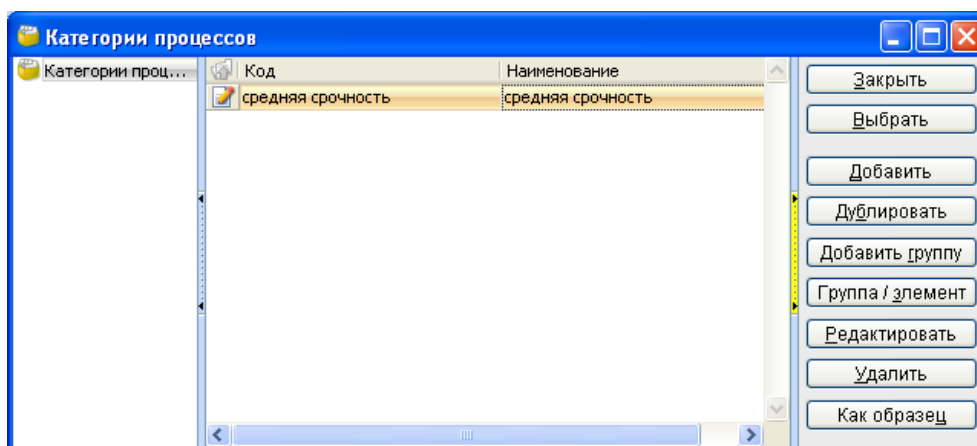 Категории процессов
Категории проц...
Код Наименование
средняя срочность средняя срочность
Закрыть
Выбрать
Добавить
Дублировать
Добавить группу
Группа / элемент
Редактировать
Удалить
Как образец